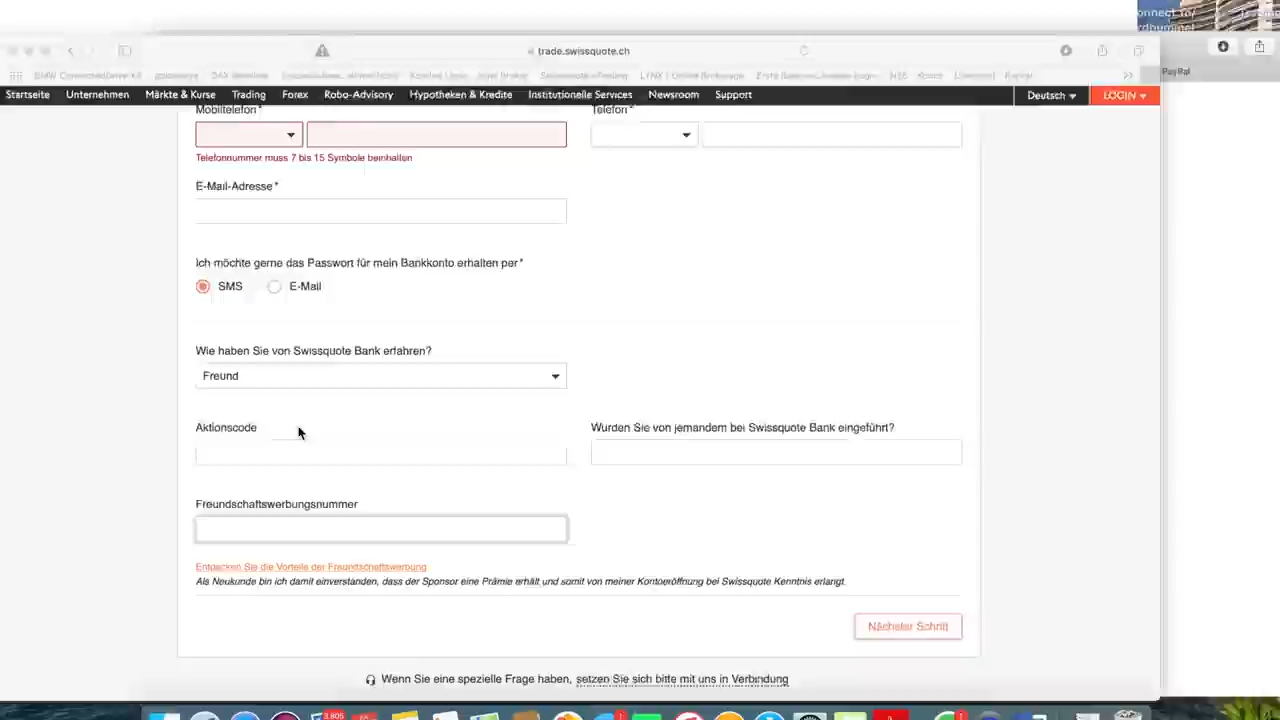 trade.swissquote.ch
PayPal
Startseite Unternehmen Märkte & Kurse Trading Forex Robo-Advisory Hypotheken & Kredite Institutionelle Services Newsroom Support Deutsch LOGIN
Mobiltelefon* Telefon*
Telefonnummer muss 7 bis 15 Symbole beinhalten
E-Mail-Adresse*
Ich möchte gerne das Passwort für mein Bankkonto erhalten per*
SMS E-Mail
Wie haben Sie von Swissquote Bank erfahren?
Freund
Aktionscode Wurden Sie von jemandem bei Swissquote Bank eingeführt?
Freundschaftswerbungsnummer
Entpacken Sie die Vorteile der Freundschaftswerbung
Als Neukunde bin ich damit einverstanden, dass der Sponsor eine Prämie erhält und somit von meiner Kontoeröffnung bei Swissquote Kenntnis erlangt.
Nächster Schritt
Wenn Sie eine spezielle Frage haben, setzen Sie sich bitte mit uns in Verbindung
3.805